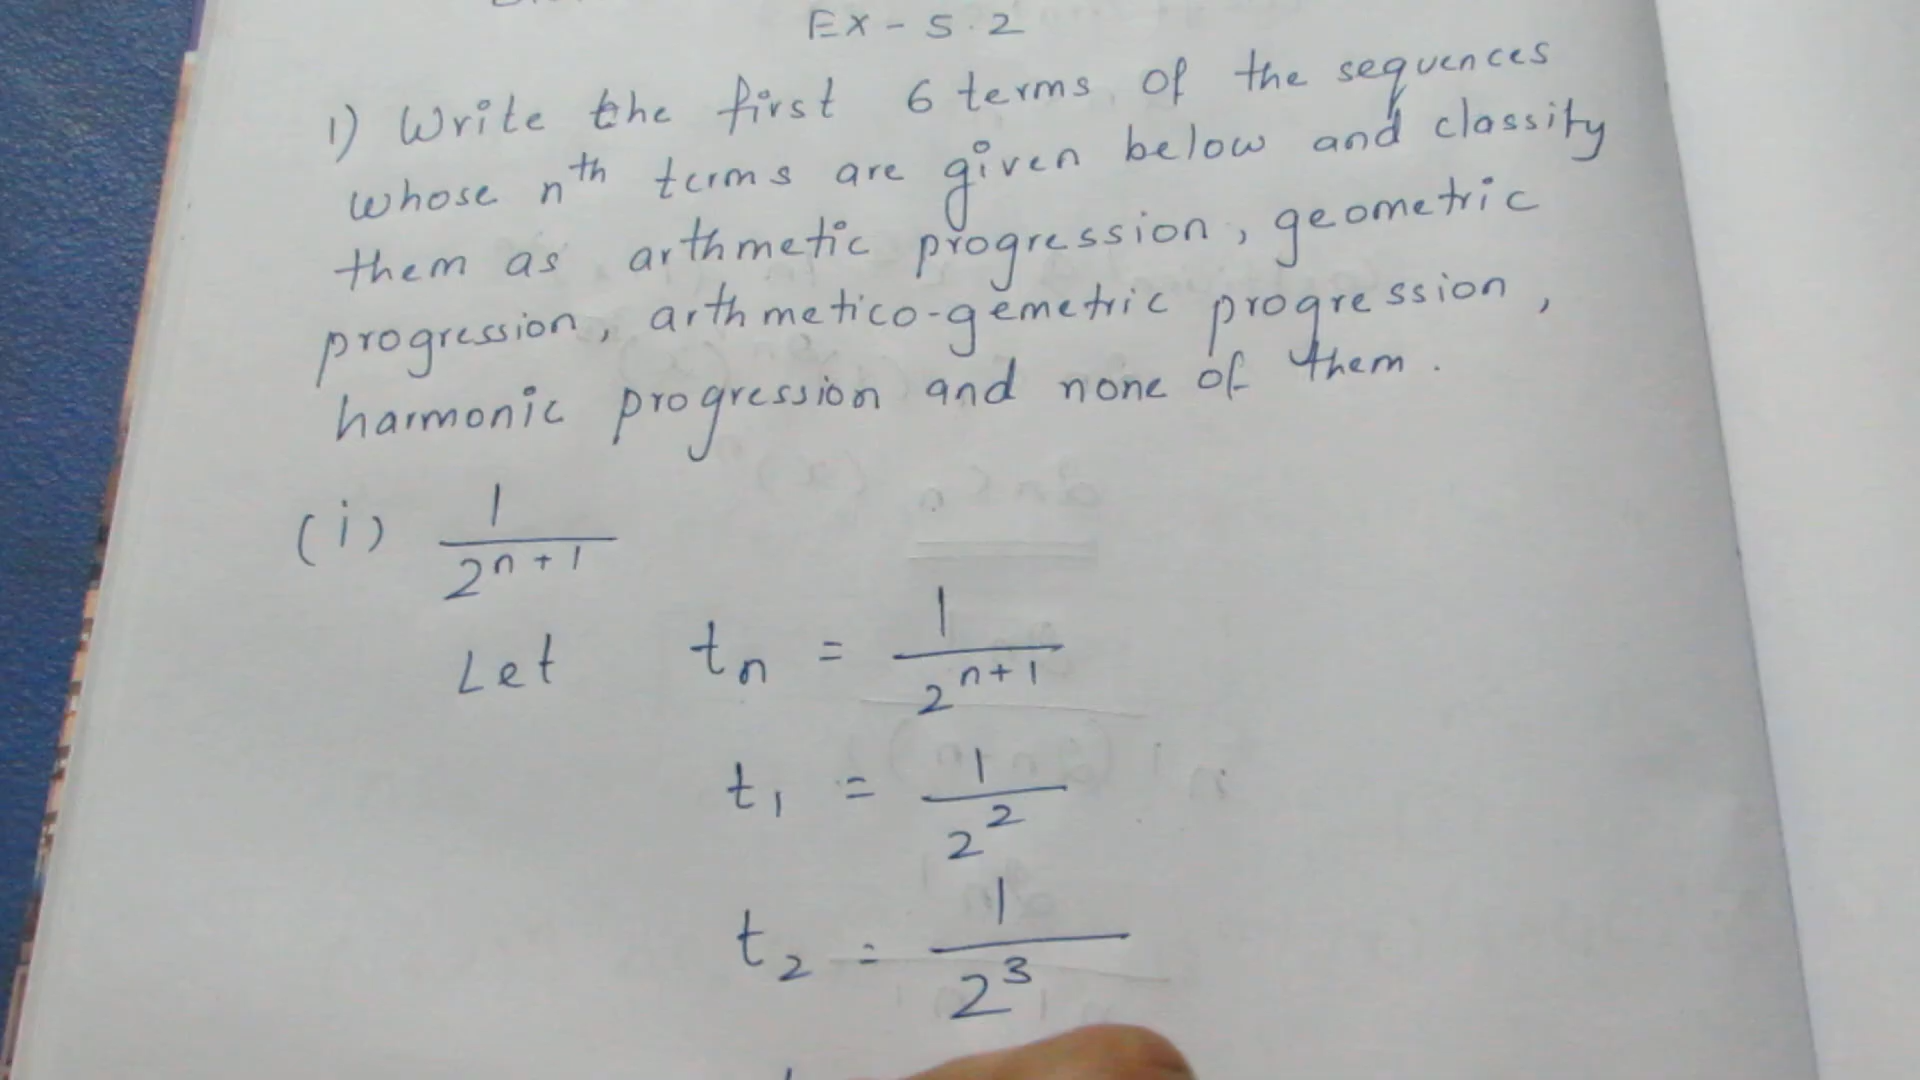 EX - 5.2
1) Write the first 6 terms of the sequences
whose nth terms are given below and classify
them as arthmetic progression, geometric
progression, arthmetico-gemetric progression,
harmonic progression and none of them.
(i) 1/2^(n+1)
Let tn = 1/2^(n+1)
t1 = 1/2^2
t2 = 1/2^3